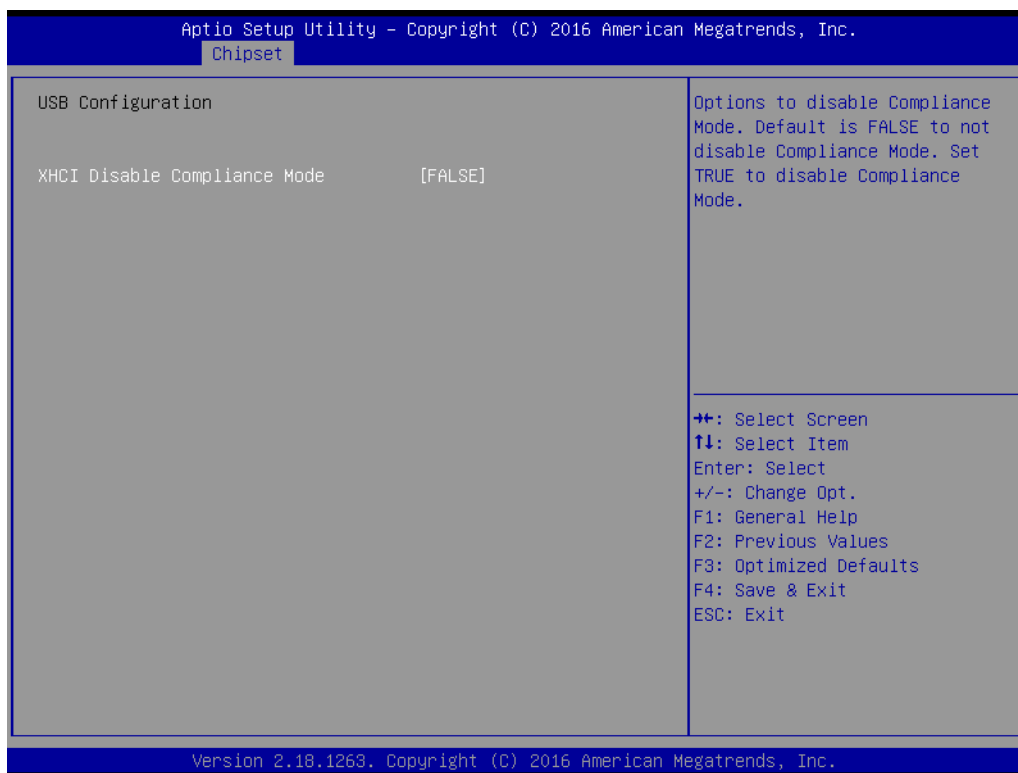 Aptio Setup Utility – Copyright (C) 2016 American Megatrends, Inc.
Chipset
USB Configuration
XHCI Disable Compliance Mode [FALSE]
Options to disable Compliance
Mode. Default is FALSE to not
disable Compliance Mode. Set
TRUE to disable Compliance
Mode.
→←: Select Screen
↑↓: Select Item
Enter: Select
+/-: Change Opt.
F1: General Help
F2: Previous Values
F3: Optimized Defaults
F4: Save & Exit
ESC: Exit
Version 2.18.1263. Copyright (C) 2016 American Megatrends, Inc.